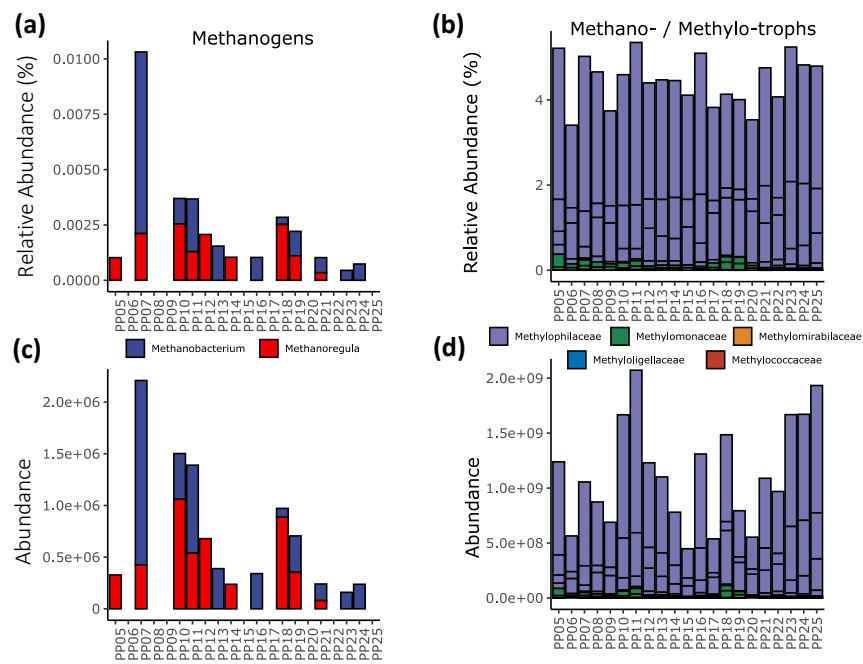 (a)
Methanogens
Relative Abundance (%)
0.0100
0.0075
0.0050
0.0025
0.0000
PP05 PP06 PP07 PP08 PP09 PP10 PP11 PP12 PP13 PP14 PP15 PP16 PP17 PP18 PP19 PP20 PP21 PP22 PP23 PP24 PP25
(b)
Methano- / Methylo-trophs
Relative Abundance (%)
4
2
0
PP05 PP06 PP07 PP08 PP09 PP10 PP11 PP12 PP13 PP14 PP15 PP16 PP17 PP18 PP19 PP20 PP21 PP22 PP23 PP24 PP25
Methanobacterium Methanoregula
Methylophilaceae Methylomonaceae Methylomirabilaceae
Methyloligellaceae Methylococcaceae
(c)
Abundance
2.0e+06
1.5e+06
1.0e+06
5.0e+06
0
PP05 PP06 PP07 PP08 PP09 PP10 PP11 PP12 PP13 PP14 PP15 PP16 PP17 PP18 PP19 PP20 PP21 PP22 PP23 PP24 PP25
(d)
Abundance
2.0e+09
1.5e+09
1.0e+09
5.0e+08
0.0e+00
PP05 PP06 PP07 PP08 PP09 PP10 PP11 PP12 PP13 PP14 PP15 PP16 PP17 PP18 PP19 PP20 PP21 PP22 PP23 PP24 PP25